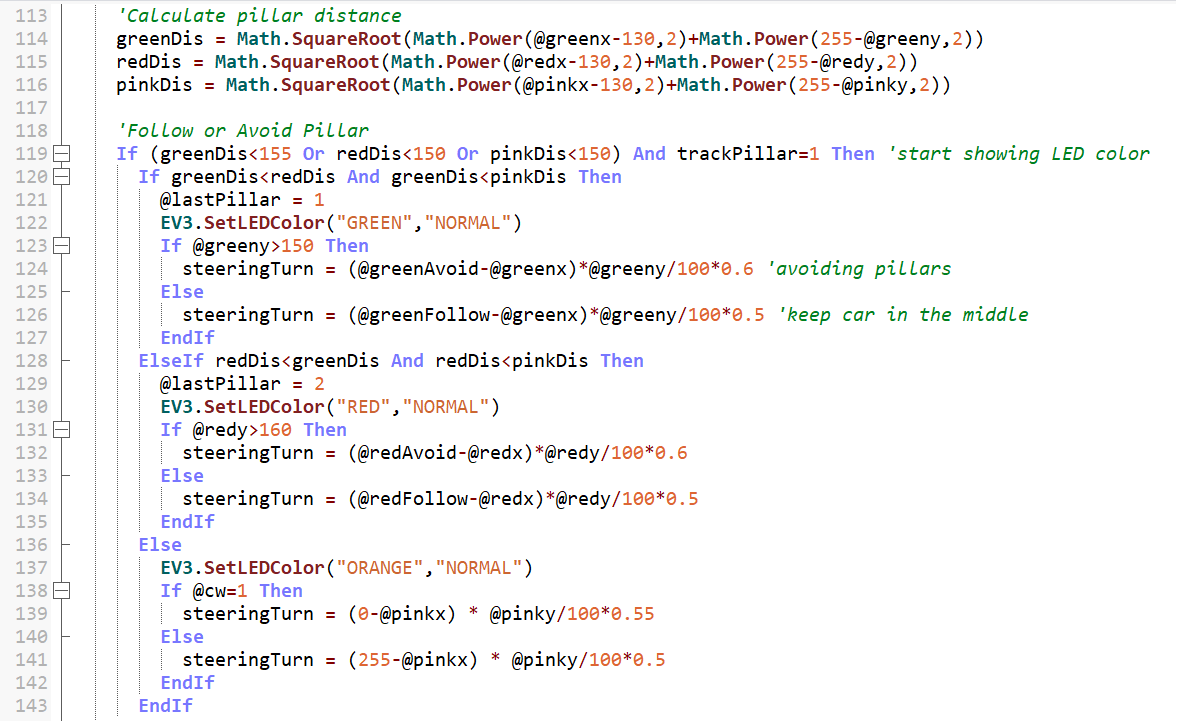 113 'Calculate pillar distance
114 greenDis = Math.SquareRoot(Math.Power(@greenx-130,2)+Math.Power(255-@greeny,2))
115 redDis = Math.SquareRoot(Math.Power(@redx-130,2)+Math.Power(255-@redy,2))
116 pinkDis = Math.SquareRoot(Math.Power(@pinkx-130,2)+Math.Power(255-@pinky,2))
117
118 'Follow or Avoid Pillar
119 If (greenDis<155 Or redDis<150 Or pinkDis<150) And trackPillar=1 Then 'start showing LED color
120 If greenDis<redDis And greenDis<pinkDis Then
121 @lastPillar = 1
122 EV3.SetLEDColor("GREEN","NORMAL")
123 If @greeny>150 Then
124 steeringTurn = (@greenAvoid-@greenx)*@greeny/100*0.6 'avoiding pillars
125 Else
126 steeringTurn = (@greenFollow-@greenx)*@greeny/100*0.5 'keep car in the middle
127 EndIf
128 ElseIf redDis<greenDis And redDis<pinkDis Then
129 @lastPillar = 2
130 EV3.SetLEDColor("RED","NORMAL")
131 If @redy>160 Then
132 steeringTurn = (@redAvoid-@redx)*@redy/100*0.6
133 Else
134 steeringTurn = (@redFollow-@redx)*@redy/100*0.5
135 EndIf
136 Else
137 EV3.SetLEDColor("ORANGE","NORMAL")
138 If @cw=1 Then
139 steeringTurn = (0-@pinkx) * @pinky/100*0.55
140 Else
141 steeringTurn = (255-@pinkx) * @pinky/100*0.5
142 EndIf
143 EndIf